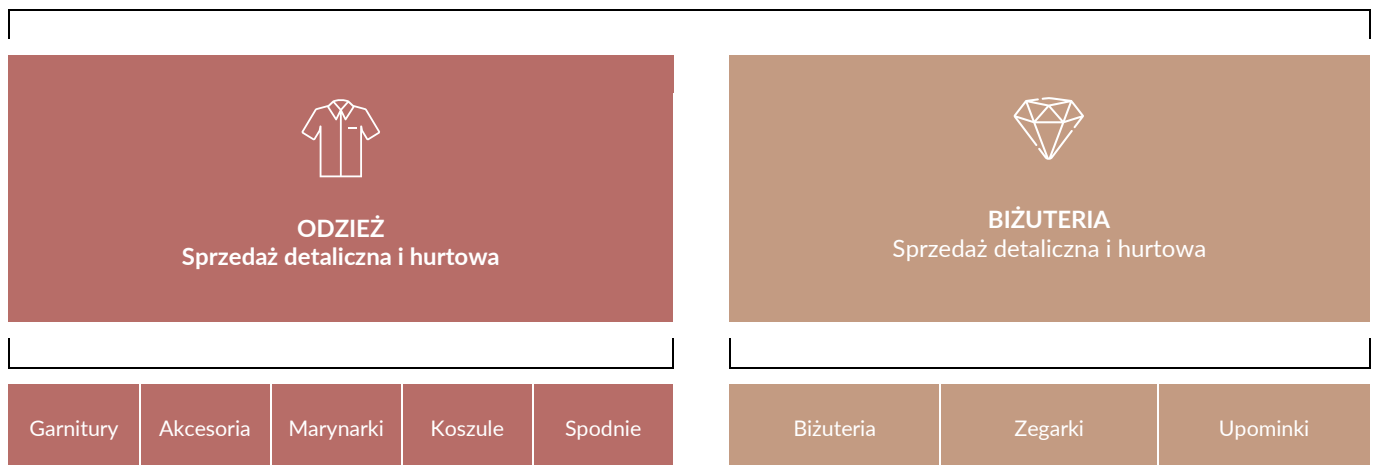 ODZIEŻ
Sprzedaż detaliczna i hurtowa
BIŻUTERIA
Sprzedaż detaliczna i hurtowa
Garnitury
Akcesoria
Marynarki
Koszule
Spodnie
Biżuteria
Zegarki
Upominki